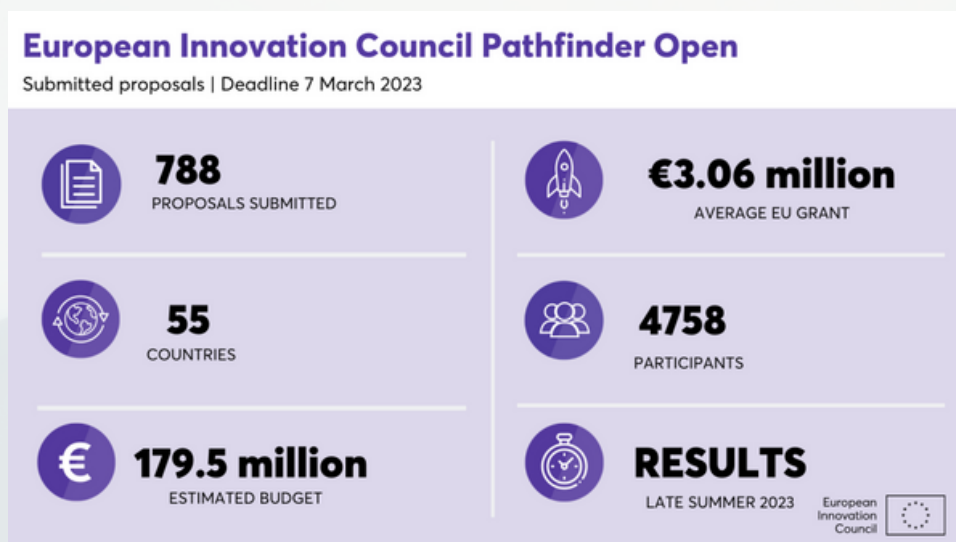 European Innovation Council Pathfinder Open
Submitted proposals | Deadline 7 March 2023
788
PROPOSALS SUBMITTED
€3.06 million
AVERAGE EU GRANT
55
COUNTRIES
4758
PARTICIPANTS
€
179.5 million
ESTIMATED BUDGET
RESULTS
LATE SUMMER 2023
European
Innovation
Council